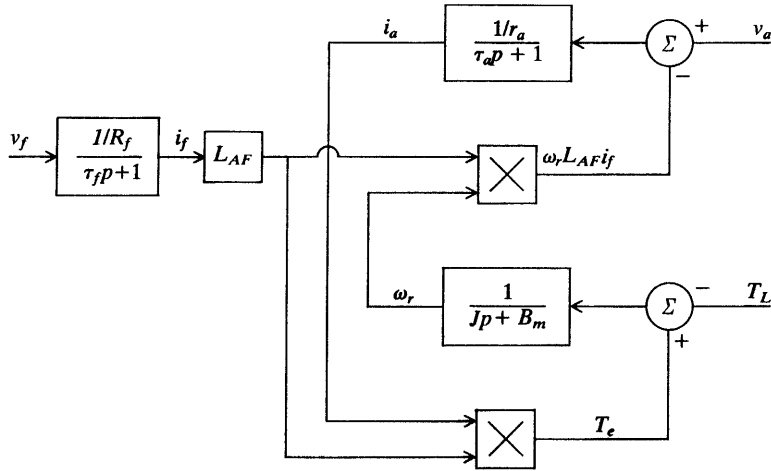 i_a
1/r_a
τ_a p + 1
Σ
+
−
v_a
v_f
1/R_f
τ_f p+1
i_f
L_AF
ω_r L_AF i_f
ω_r
1
Jp + B_m
Σ
−
+
T_L
T_e